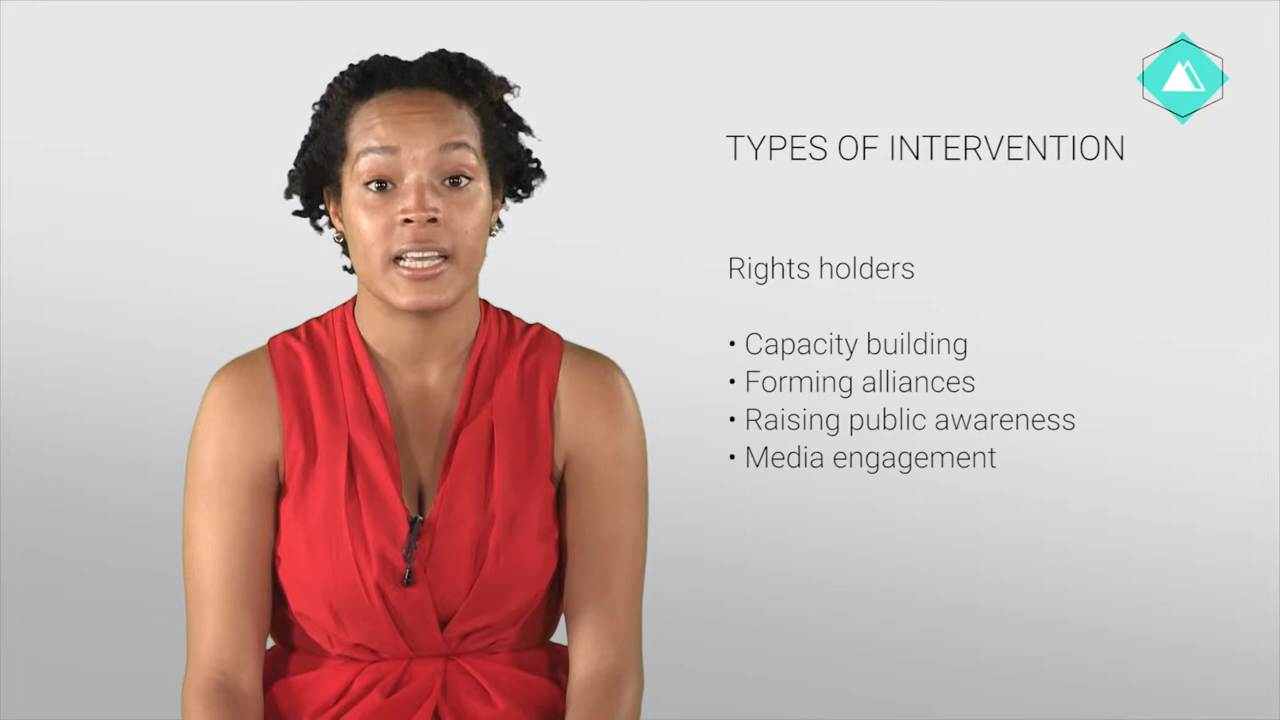 TYPES OF INTERVENTION
Rights holders
• Capacity building
• Forming alliances
• Raising public awareness
• Media engagement